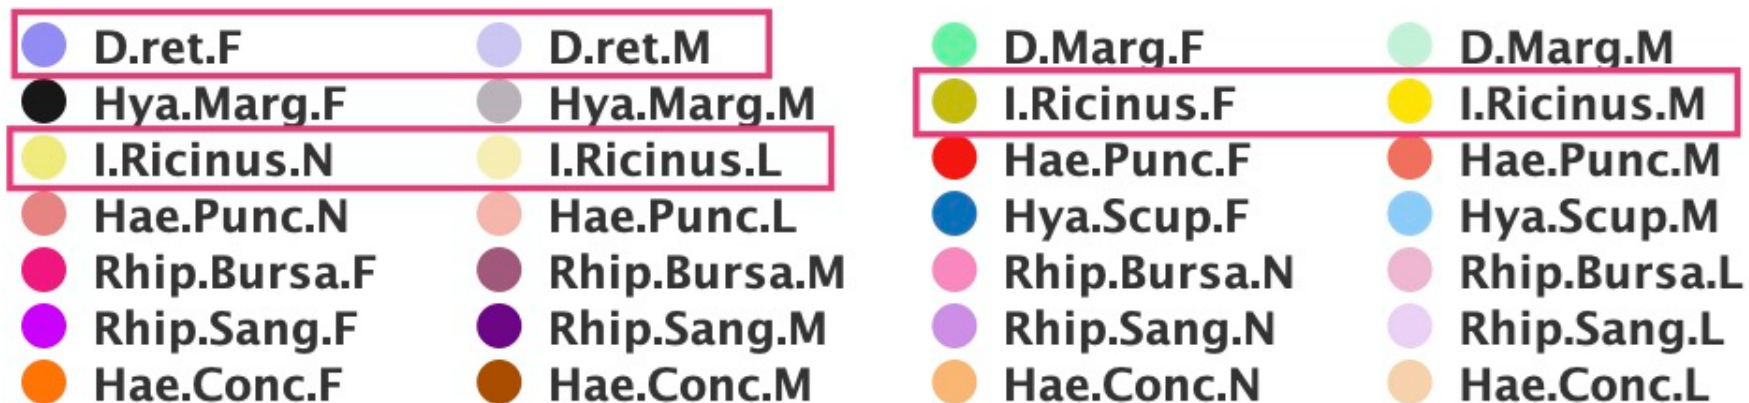 D.ret.F D.ret.M D.Marg.F D.Marg.M
Hya.Marg.F Hya.Marg.M I.Ricinus.F I.Ricinus.M
I.Ricinus.N I.Ricinus.L Hae.Punc.F Hae.Punc.M
Hae.Punc.N Hae.Punc.L Hya.Scup.F Hya.Scup.M
Rhip.Bursa.F Rhip.Bursa.M Rhip.Bursa.N Rhip.Bursa.L
Rhip.Sang.F Rhip.Sang.M Rhip.Sang.N Rhip.Sang.L
Hae.Conc.F Hae.Conc.M Hae.Conc.N Hae.Conc.L